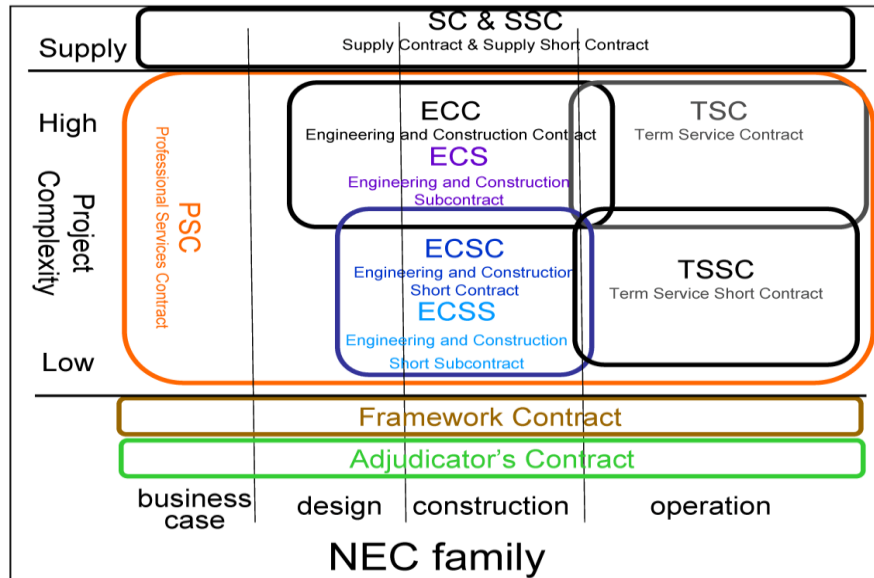 SC & SSC
Supply Contract & Supply Short Contract
Supply
High
Project
Complexity
Low
PSC
Professional Services Contract
ECC
Engineering and Construction Contract
ECS
Engineering and Construction
Subcontract
TSC
Term Service Contract
ECSC
Engineering and Construction
Short Contract
ECSS
Engineering and Construction
Short Subcontract
TSSC
Term Service Short Contract
Framework Contract
Adjudicator's Contract
business
case
design
construction
operation
NEC family